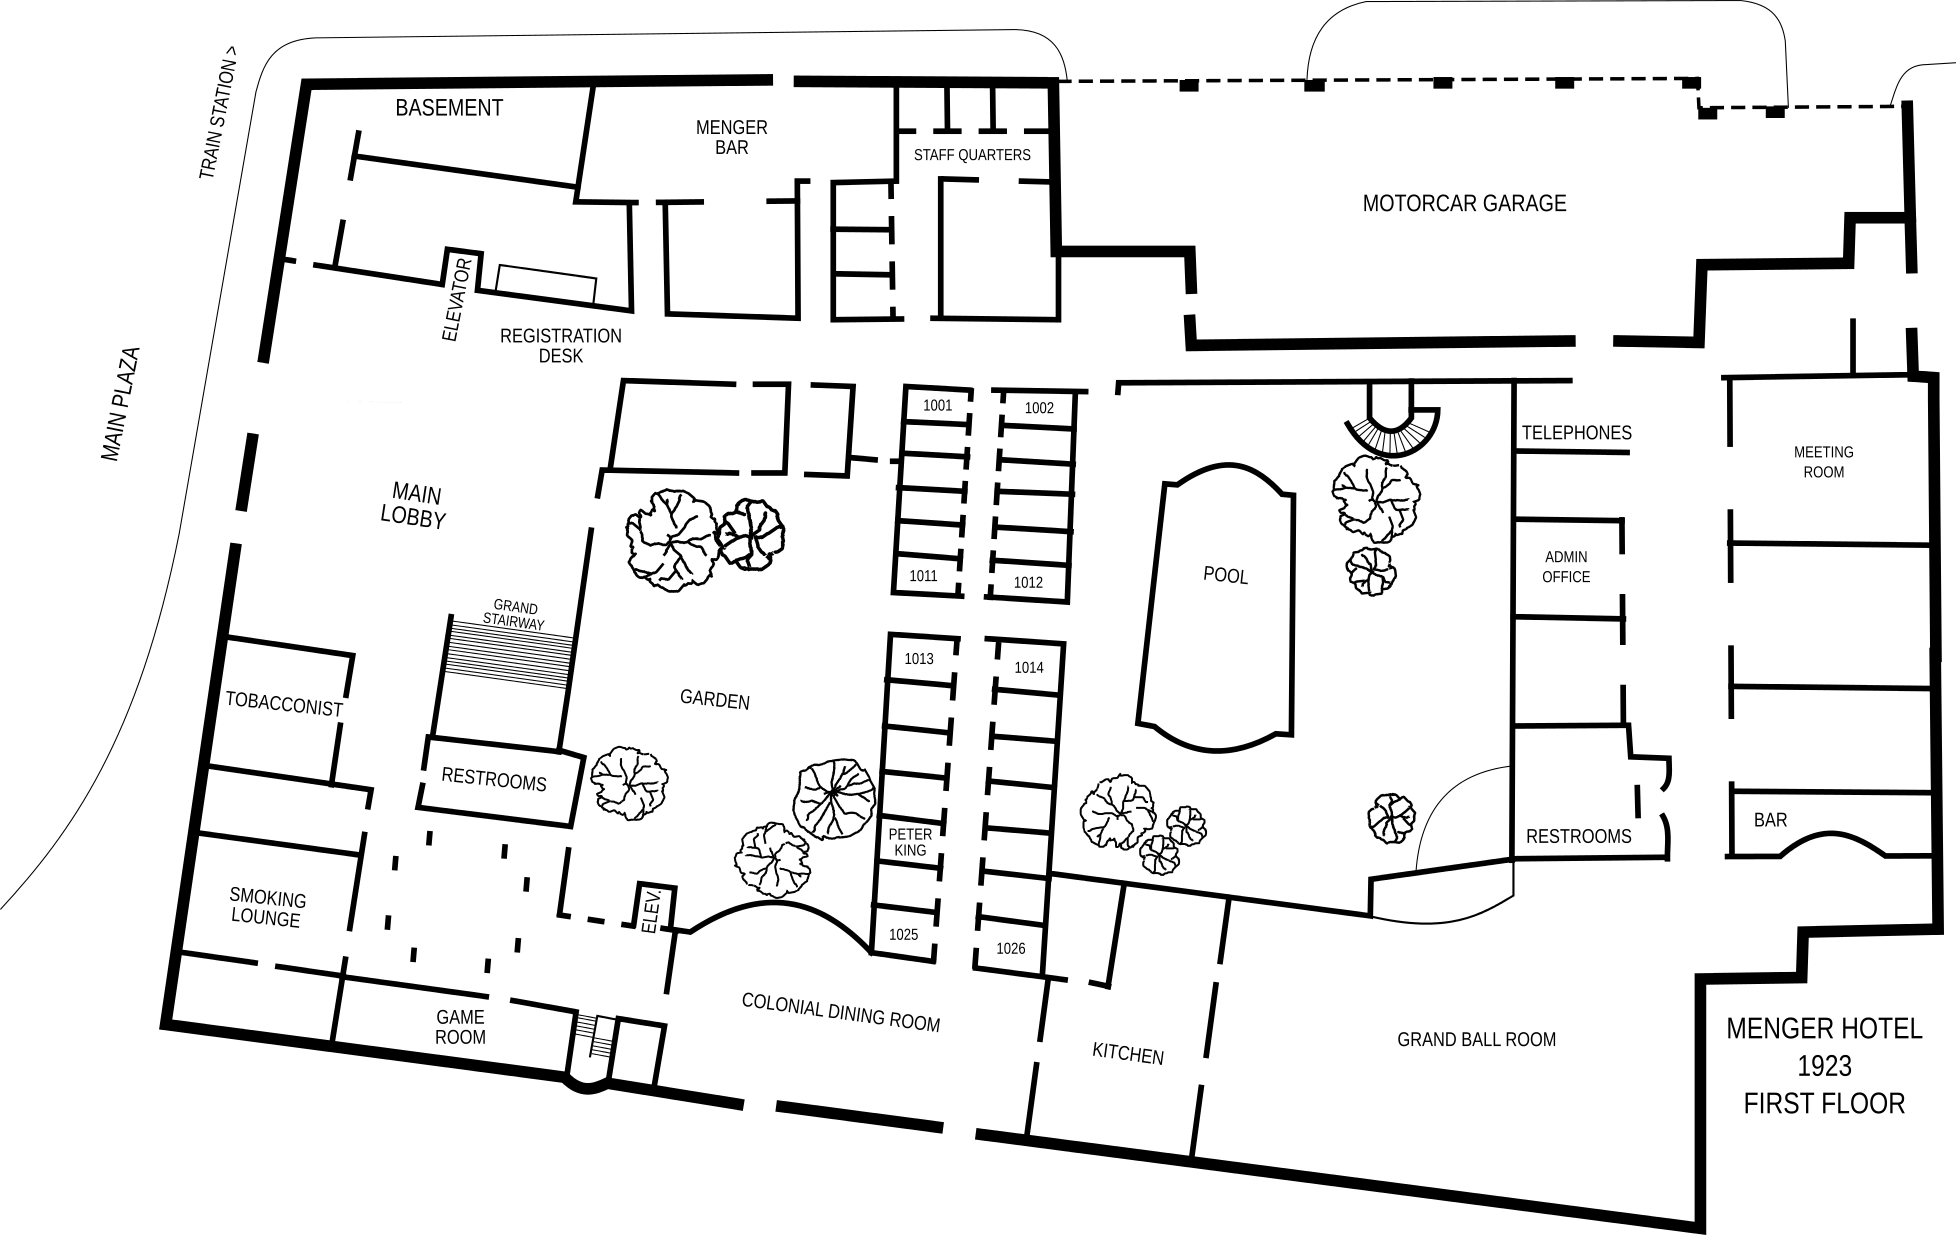 TRAIN STATION >
MAIN PLAZA
BASEMENT
MENGER
BAR
STAFF QUARTERS
MOTORCAR GARAGE
ELEVATOR
REGISTRATION
DESK
1001
1002
TELEPHONES
MEETING
ROOM
MAIN
LOBBY
POOL
ADMIN
OFFICE
1011
1012
GRAND
STAIRWAY
1013
1014
TOBACCONIST
GARDEN
RESTROOMS
PETER
KING
RESTROOMS
BAR
SMOKING
LOUNGE
ELEV.
1025
1026
GAME
ROOM
COLONIAL DINING ROOM
KITCHEN
GRAND BALL ROOM
MENGER HOTEL
1923
FIRST FLOOR